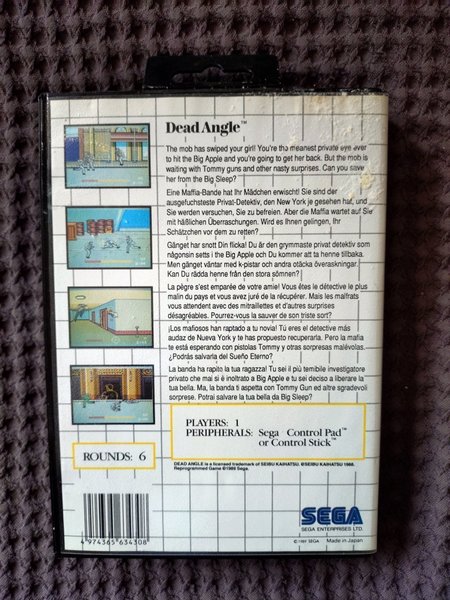 Dead Angle™
The mob has swiped your girl! You're the meanest private eye ever
to hit the Big Apple and you're going to get her back. But the mob is
waiting with Tommy guns and other nasty surprises. Can you save
her from the Big Sleep?
Eine Maffia-Bande hat Ihr Mädchen erwischt! Sie sind der
ausgefuchsteste Privat-Detektiv, den New York je gesehen hat, und
Sie werden versuchen, Sie zu befreien. Aber die Maffia wartet auf Sie
mit häßlichen Überraschungen. Wird es Ihnen gelingen, Ihr
Schätzchen vor dem zu retten?
Gänget har snott Din flicka! Du är den grymmaste privat detektiv som
någonsin setts i the Big Apple och Du kommer att ta henne tillbaka.
Men gänget väntar med k-pistar och andra otäcka överaskningar.
Kan Du rädda henne från den stora sömnen?
La pègre s'est emparée de votre amie! Vous êtes le détective le plus
malin du pays et vous avez juré de la récupérer. Mais les malfrats
vous attendent avec des mitraillettes et d'autres surprises
désagréables. Pourrez-vous la sauver de son triste sort?
¡Los mafiosos han raptado a tu novia! Tú eres el detective más
audaz de Nueva York y te has propuesto recuperarla. Pero la mafia
te está esperando con pistolas Tommy y otras sorpresas malévolas.
¿Podrás salvarla del Sueño Eterno?
La banda ha rapito la tua ragazza! Tu sei il più temibile investigatore
privato che mai si è inoltrato a Big Apple e tu sei deciso a liberare la
tua bella. Ma, la banda ti aspetta con Tommy Gun ed altre sgradevoli
sorprese. Potrai salvare la tua bella da Big Sleep?
PLAYERS: 1
PERIPHERALS: Sega Control Pad™
or Control Stick™
ROUNDS: 6
DEAD ANGLE is a licensed trademark of SEIBU KAIHATSU. ©SEIBU KAIHATSU 1988.
Reprogrammed Game ©1989 Sega.
4 974365 634308
SEGA
SEGA ENTERPRISES LTD.
© 1989 SEGA Made in Japan